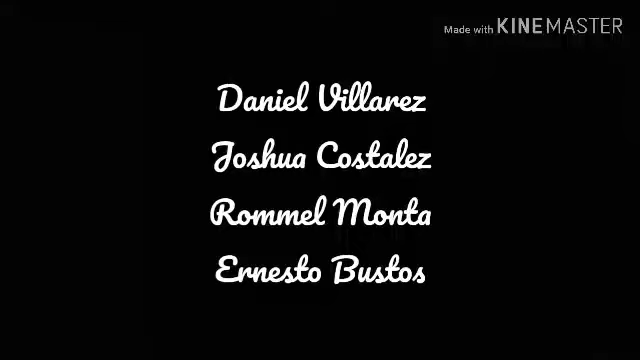 Made with KINEMASTER
Daniel Villarez
Joshua Costalez
Rommel Monta
Ernesto Bustos